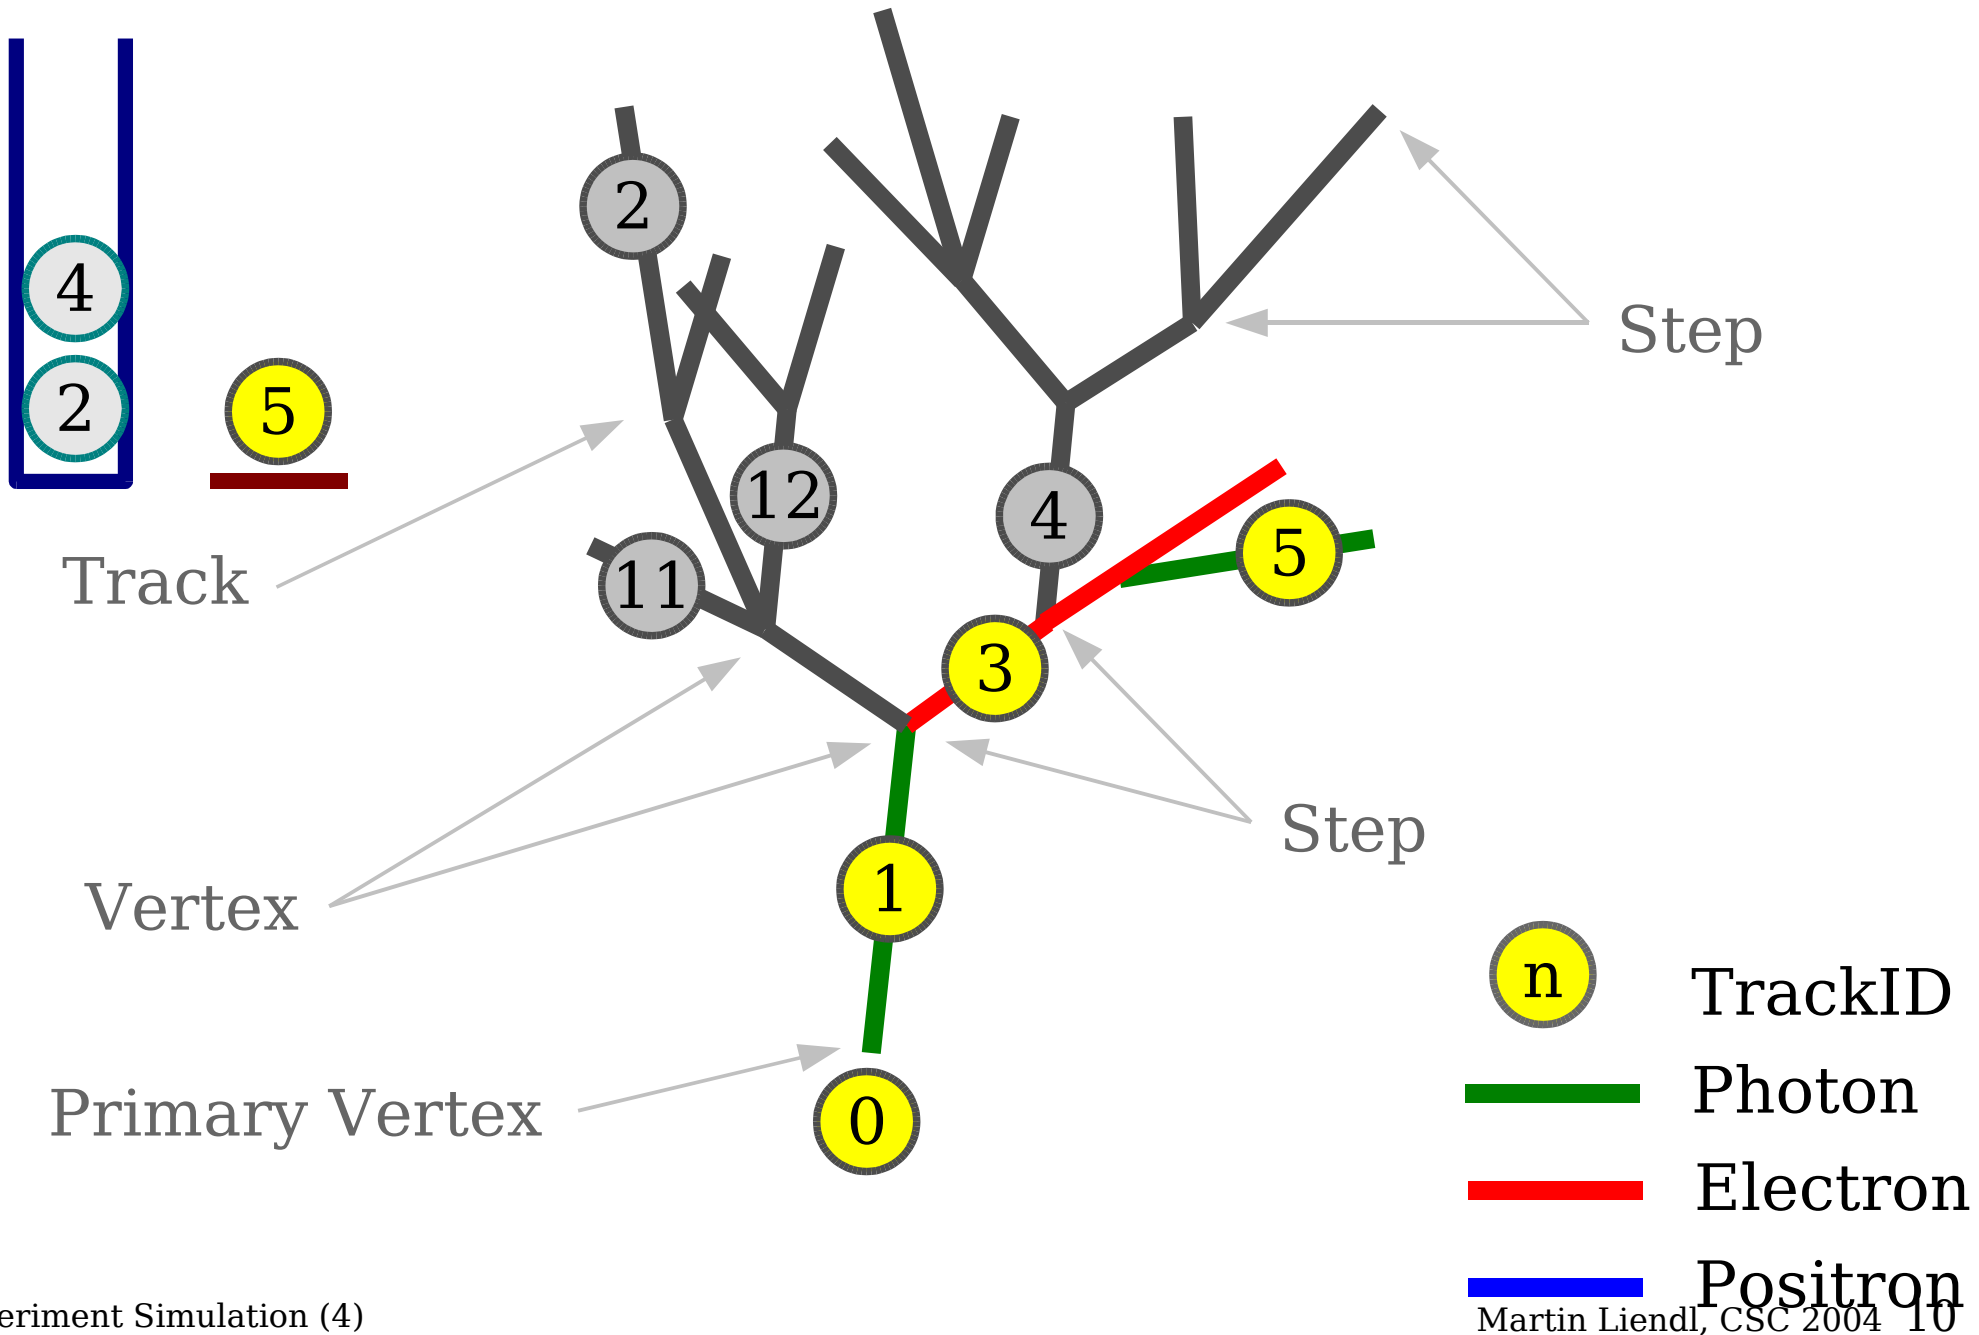 2
4
2
5
Step
12
4
5
Track
11
3
Step
1
Vertex
n TrackID
Photon
Primary Vertex
0
Electron
Positron
eriment Simulation (4)
Martin Liendl, CSC 2004 10